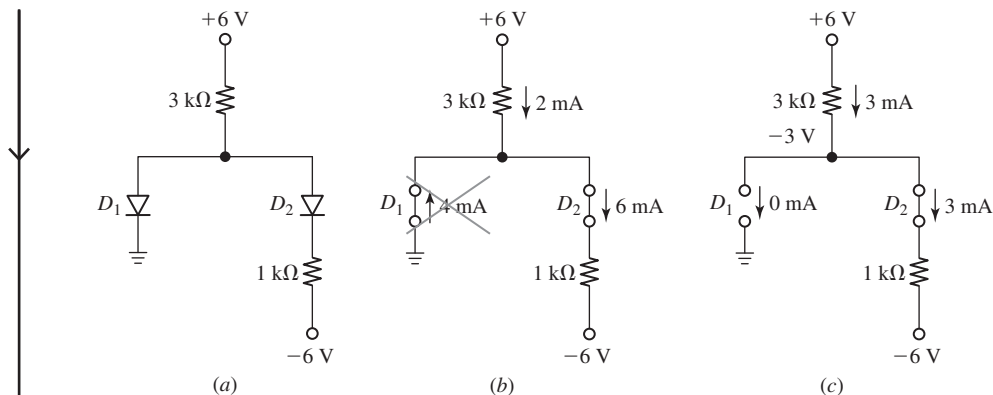 +6 V
3 kΩ
D1
D2
1 kΩ
−6 V
(a)
+6 V
3 kΩ
2 mA
D1
4 mA
D2
6 mA
1 kΩ
−6 V
(b)
+6 V
3 kΩ
3 mA
−3 V
D1
0 mA
D2
3 mA
1 kΩ
−6 V
(c)